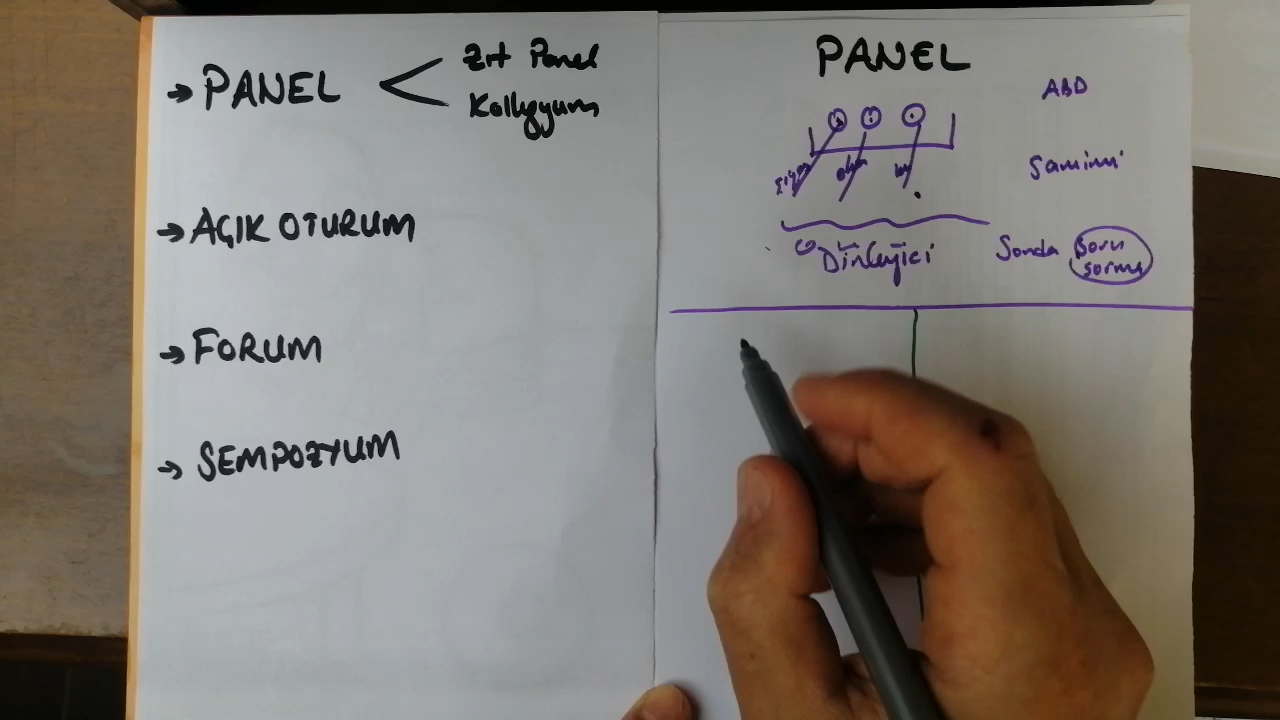 → PANEL < Zıt Panel
Kollegyum
→ AÇIK OTURUM
→ FORUM
→ SEMPOZYUM
PANEL
ABD
Samimi
Dinleyici
Sonda Soru
sorma